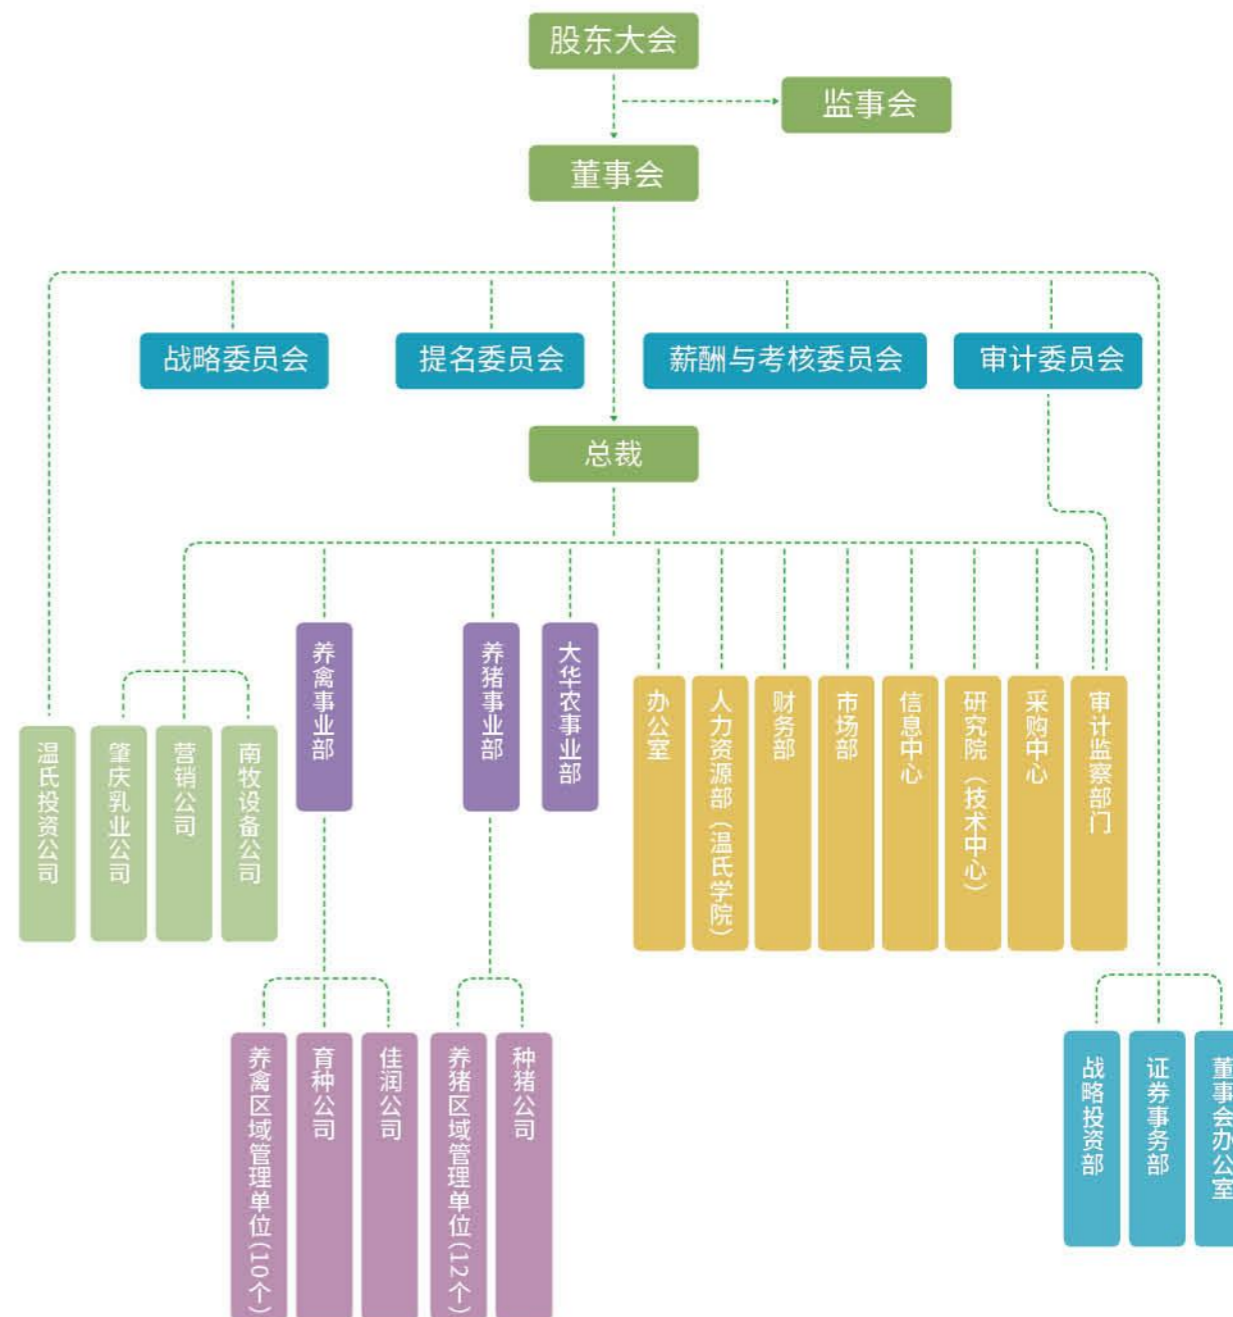 股东大会
监事会
董事会
战略委员会
提名委员会
薪酬与考核委员会
审计委员会
总裁
养禽事业部
养猪事业部
大华农事业部
办公室
人力资源部（温氏学院）
财务部
市场部
信息中心
研究院（技术中心）
采购中心
审计监察部门
温氏投资公司
肇庆乳业公司
营销公司
南牧设备公司
养禽区域管理单位(10个)
育种公司
佳润公司
养猪区域管理单位(12个)
种猪公司
战略投资部
证券事务部
董事会办公室